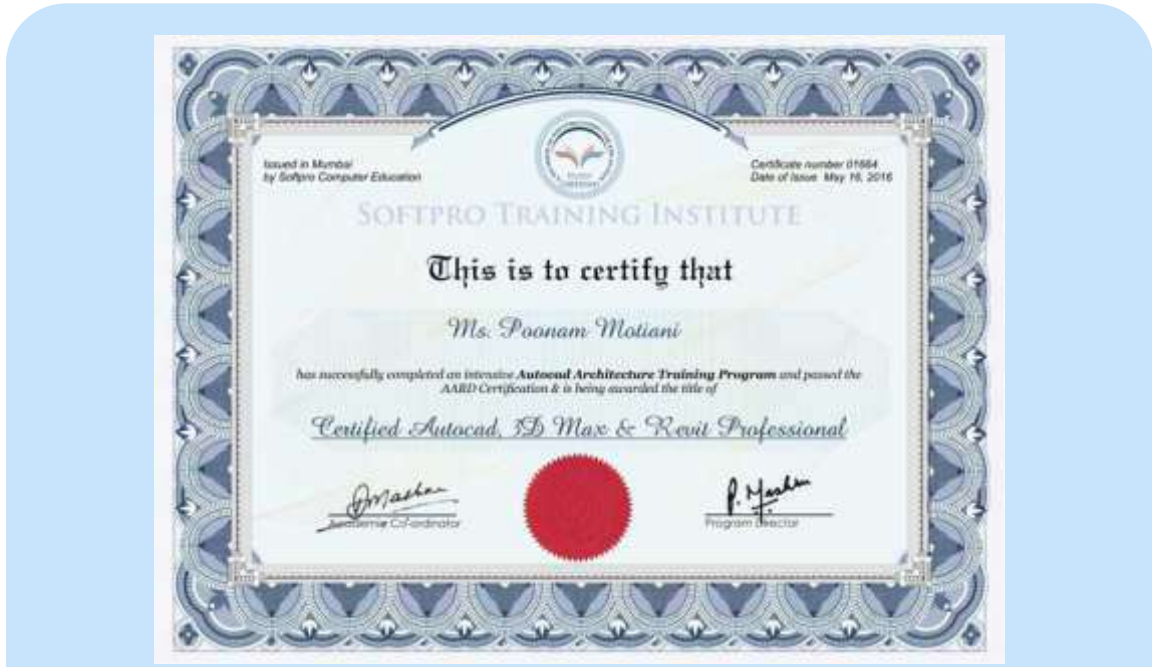 Issued in Mumbai
by Softpro Computer Education
Certificate number 01664
Date of Issue May 16, 2016
SOFTPRO TRAINING INSTITUTE
This is to certify that
Ms. Poonam Motiani
has successfully completed an intensive Autocad Architecture Training Program and passed the
AARD Certification & is being awarded the title of
Certified Autocad, 3D Max & Revit Professional
Academic Co-ordinator
Program Director